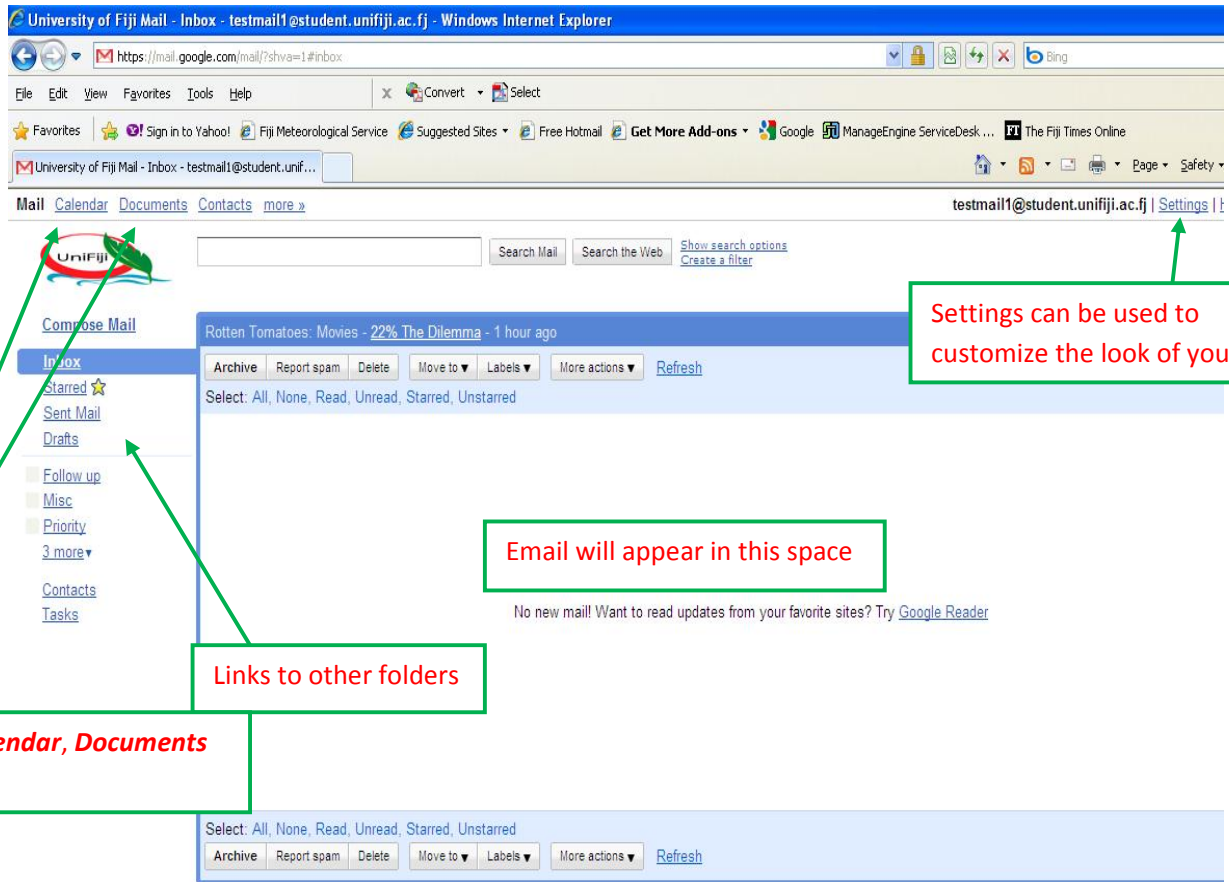 University of Fiji Mail - Inbox - testmail1@student.unifiji.ac.fj - Windows Internet Explorer
https://mail.google.com/mail/?shva=1#inbox
Bing
File Edit View Favorites Tools Help x Convert Select
Favorites Sign in to Yahoo! Fiji Meteorological Service Suggested Sites Free Hotmail Get More Add-ons Google ManageEngine ServiceDesk ... FT The Fiji Times Online
University of Fiji Mail - Inbox - testmail1@student.unif... Page Safety
Mail Calendar Documents Contacts more » testmail1@student.unifiji.ac.fj | Settings |
UniFiji
Search Mail Search the Web Show search options
Create a filter
Settings can be used to
customize the look of you
Compose Mail
Rotten Tomatoes: Movies - 22% The Dilemma - 1 hour ago
Inbox
Archive Report spam Delete Move to ▾ Labels ▾ More actions ▾ Refresh
Starred
Select: All, None, Read, Unread, Starred, Unstarred
Sent Mail
Drafts
Follow up
Misc
Priority
3 more ▾
Contacts
Tasks
Email will appear in this space
No new mail! Want to read updates from your favorite sites? Try Google Reader
Links to other folders
endar, Documents
Select: All, None, Read, Unread, Starred, Unstarred
Archive Report spam Delete Move to ▾ Labels ▾ More actions ▾ Refresh